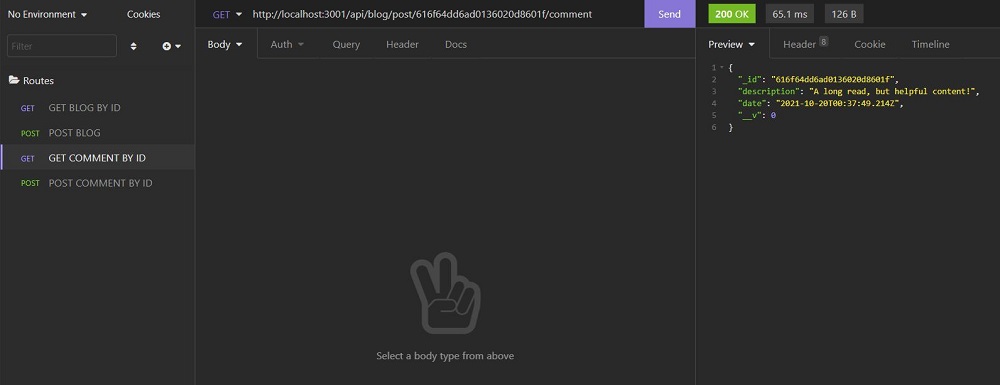 No Environment Cookies
Filter
Routes
GET GET BLOG BY ID
POST POST BLOG
GET GET COMMENT BY ID
POST POST COMMENT BY ID
GET http://localhost:3001/api/blog/post/616f64dd6ad0136020d8601f/comment Send
Body Auth Query Header Docs
Select a body type from above
200 OK 65.1 ms 126 B
Preview Header 8 Cookie Timeline
1 {
2 "_id": "616f64dd6ad0136020d8601f",
3 "description": "A long read, but helpful content!",
4 "date": "2021-10-20T00:37:49.214Z",
5 "__v": 0
6 }